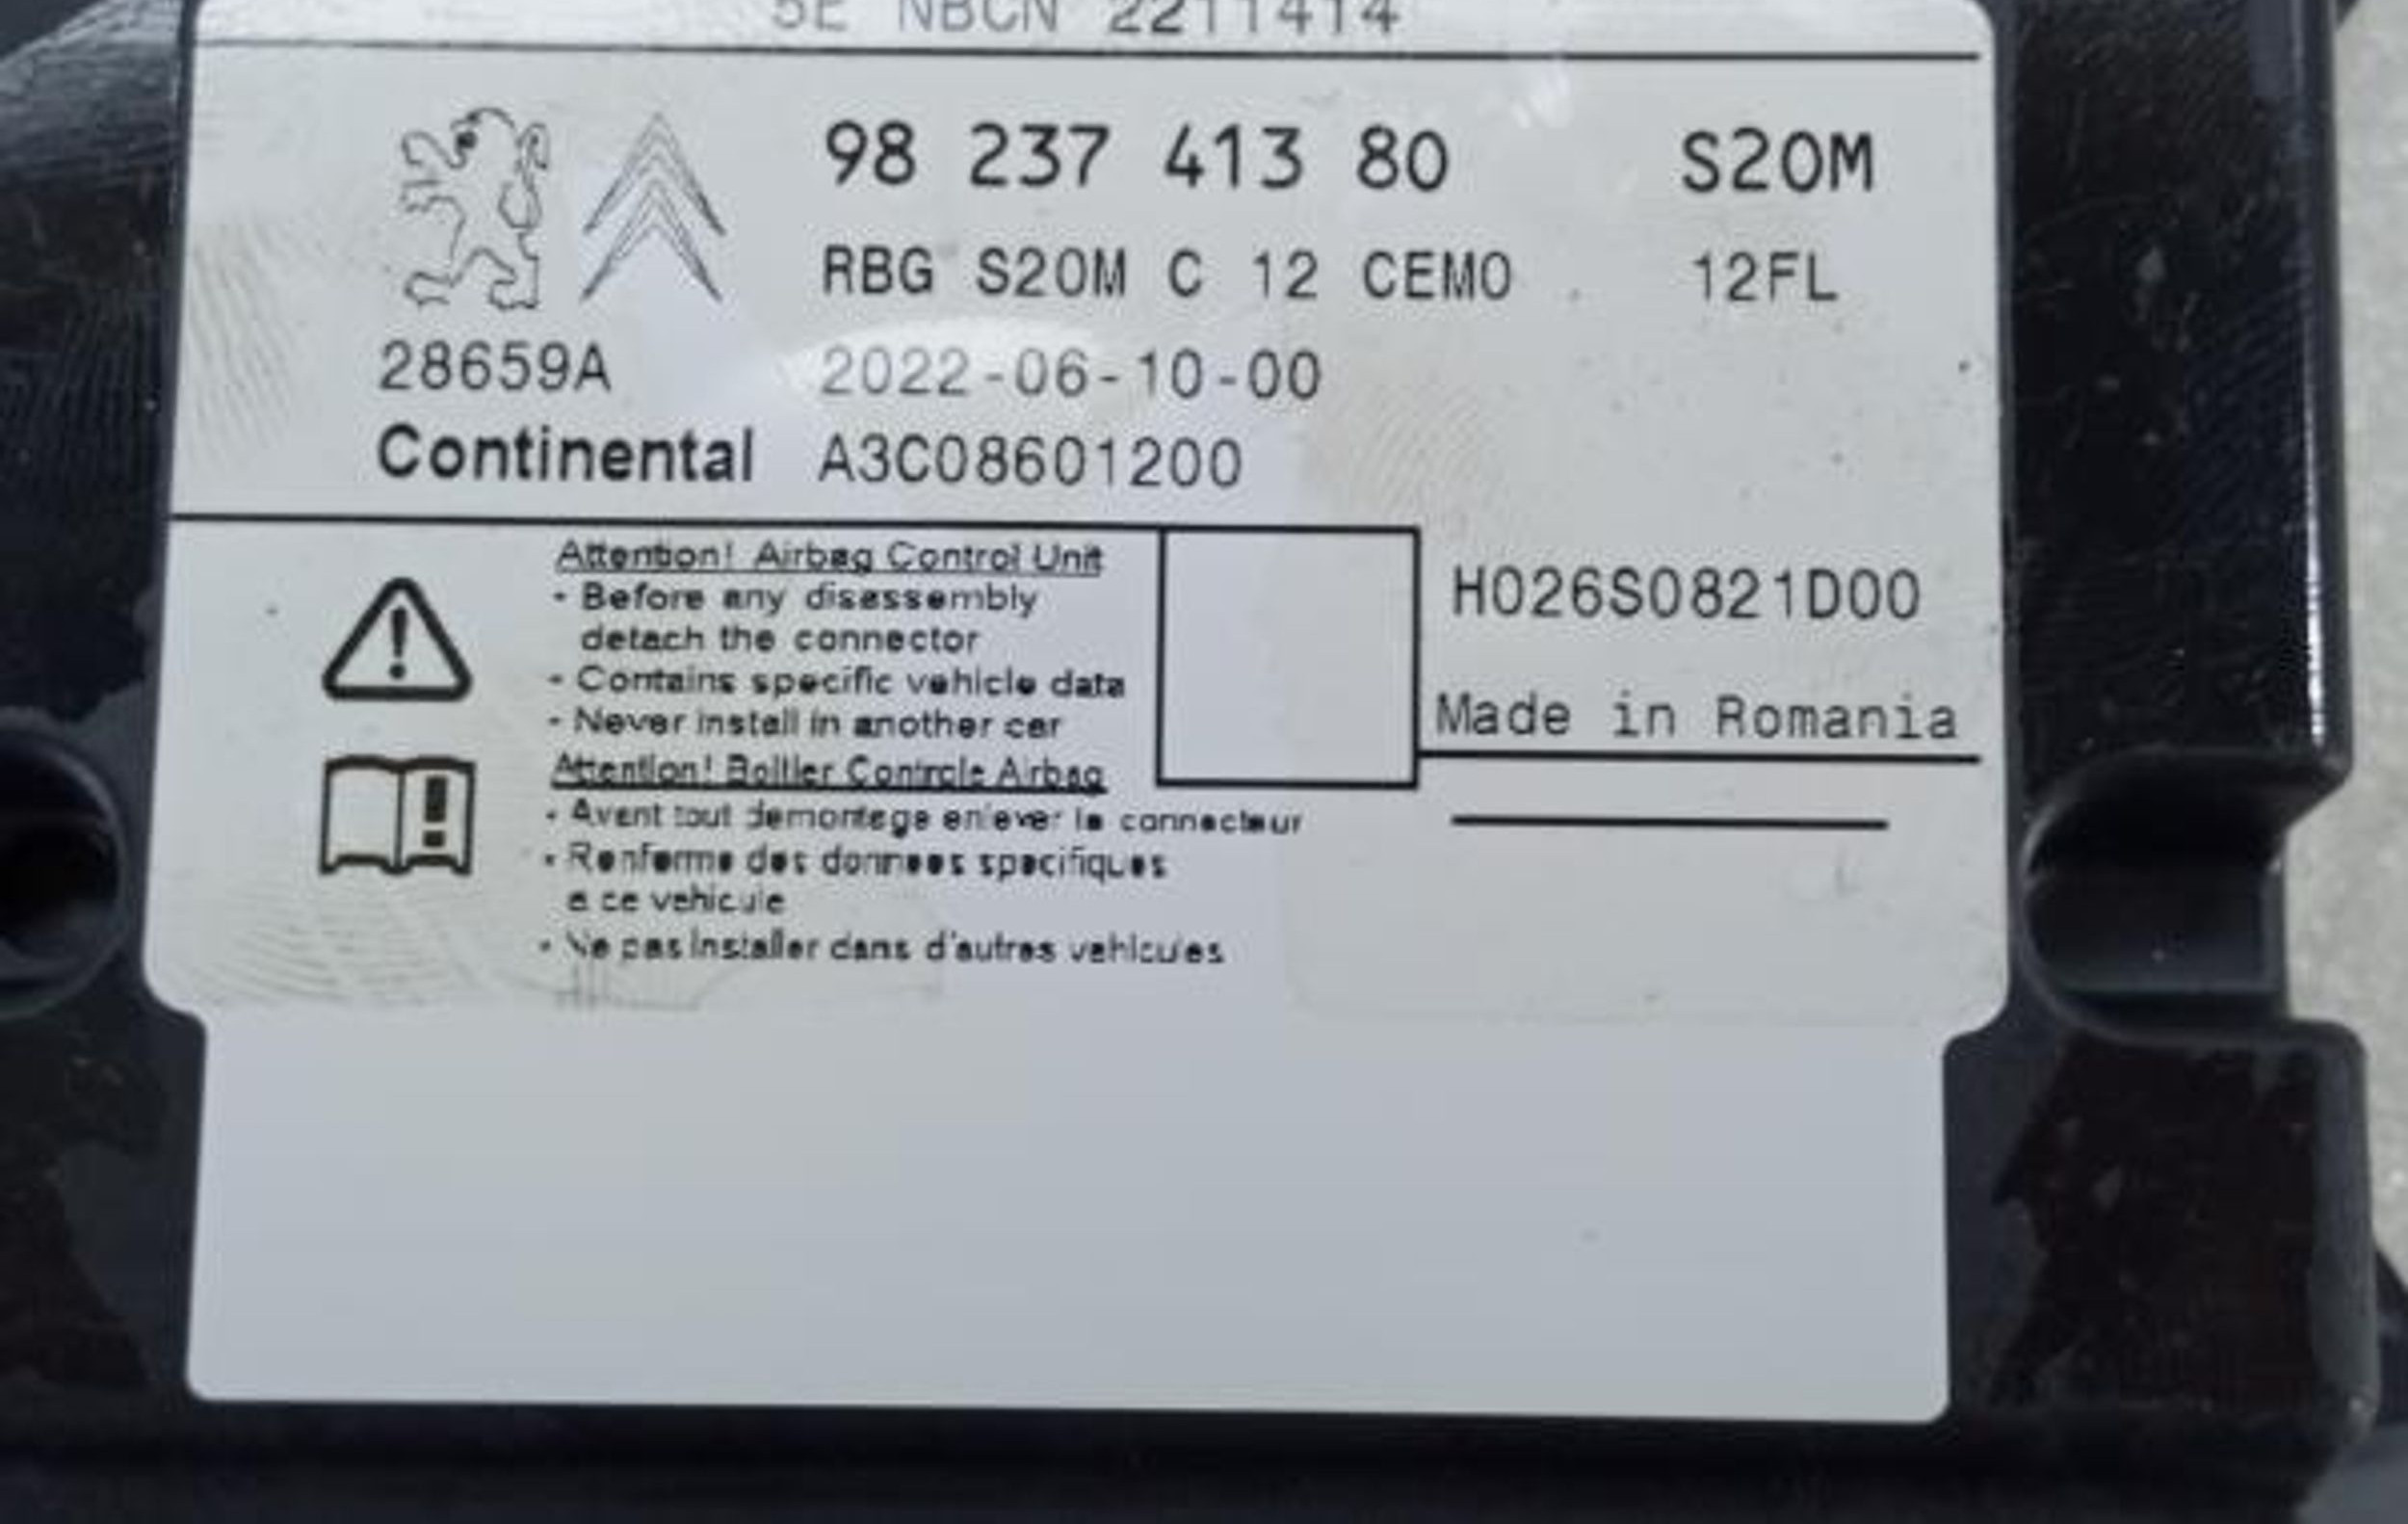 5E NBCN 2211414
98 237 413 80 S20M
RBG S20M C 12 CEMO 12FL
28659A 2022-06-10-00
Continental A3C08601200
Attention! Airbag Control Unit
- Before any disassembly
detach the connector
- Contains specific vehicle data
- Never install in another car
H026S0821D00
Made in Romania
Attention! Boitier Controle Airbag
- Avant tout demontage enlever le connecteur
- Renferme des donnees specifiques
a ce vehicule
- Ne pas installer dans d'autres vehicules